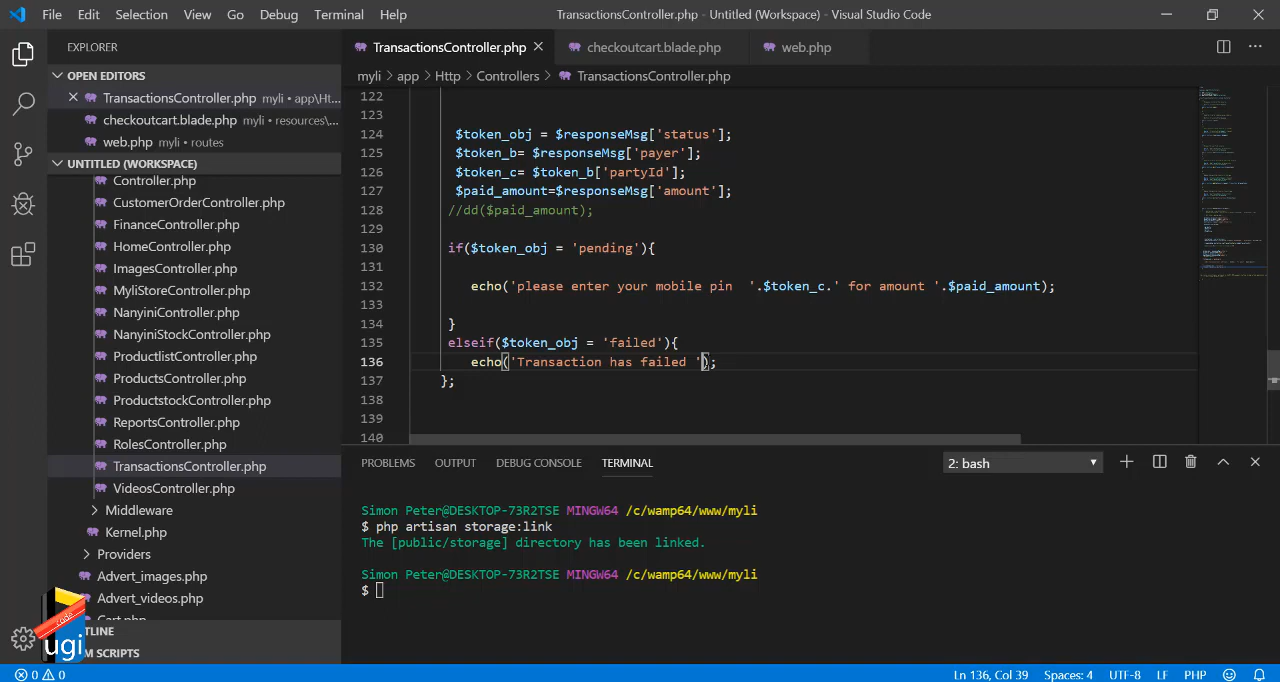 File Edit Selection View Go Debug Terminal Help TransactionsController.php - Untitled (Workspace) - Visual Studio Code
EXPLORER
OPEN EDITORS
TransactionsController.php myli • app\Ht...
checkoutcart.blade.php myli • resources\...
web.php myli • routes
UNTITLED (WORKSPACE)
Controller.php
CustomerOrderController.php
FinanceController.php
HomeController.php
ImagesController.php
MyliStoreController.php
NanyiniController.php
NanyiniStockController.php
ProductlistController.php
ProductsController.php
ProductstockController.php
ReportsController.php
RolesController.php
TransactionsController.php
VideosController.php
Middleware
Kernel.php
Providers
Advert_images.php
Advert_videos.php
Cart.php
TLINE
M SCRIPTS
code
ugi
TransactionsController.php checkoutcart.blade.php web.php
myli > app > Http > Controllers > TransactionsController.php
122
123
124 $token_obj = $responseMsg['status'];
125 $token_b= $responseMsg['payer'];
126 $token_c= $token_b['partyId'];
127 $paid_amount=$responseMsg['amount'];
128 //dd($paid_amount);
129
130 if($token_obj = 'pending'){
131
132 echo('please enter your mobile pin  '.$token_c.' for amount '.$paid_amount);
133
134 }
135 elseif($token_obj = 'failed'){
136 echo('Transaction has failed ');
137 };
138
139
140
PROBLEMS OUTPUT DEBUG CONSOLE TERMINAL 2: bash
Simon Peter@DESKTOP-73R2TSE MINGW64 /c/wamp64/www/myli
$ php artisan storage:link
The [public/storage] directory has been linked.
Simon Peter@DESKTOP-73R2TSE MINGW64 /c/wamp64/www/myli
$
0 0 Ln 136, Col 39 Spaces: 4 UTF-8 LF PHP